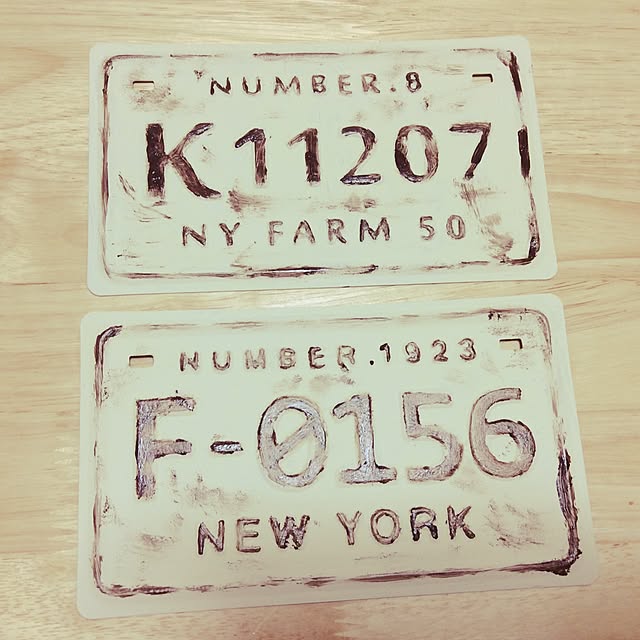 NUMBER.8
K11207
NY FARM 50
NUMBER.1923
F-0156
NEW YORK